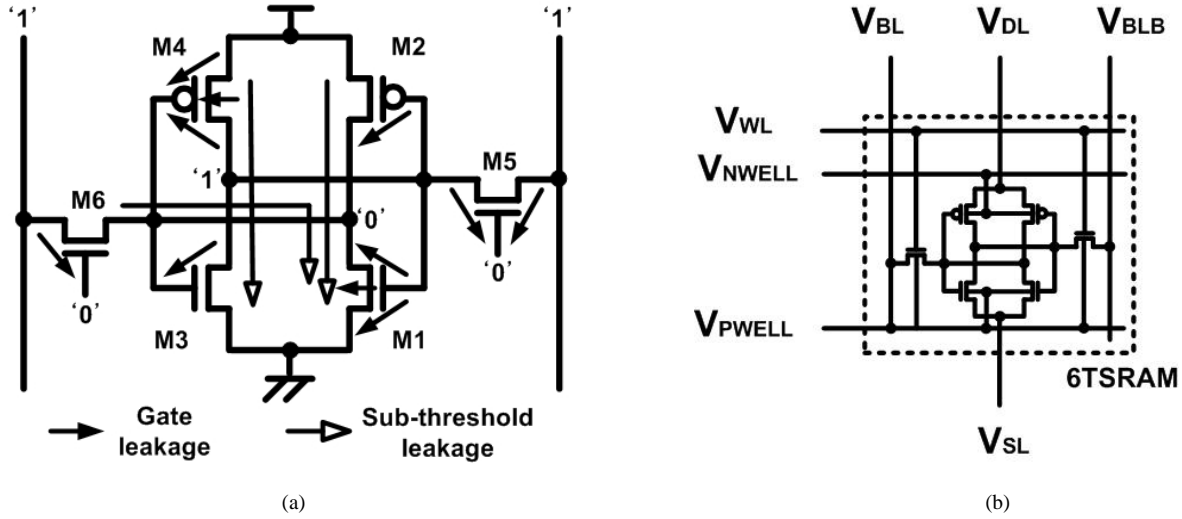 ‘1’
‘1’
M4
M2
‘1’
M5
M6
‘0’
‘0’
‘0’
M3
M1
Gate
leakage
Sub-threshold
leakage
(a)
VBL
VDL
VBLB
VWL
VNWELL
VPWELL
6TSRAM
VSL
(b)